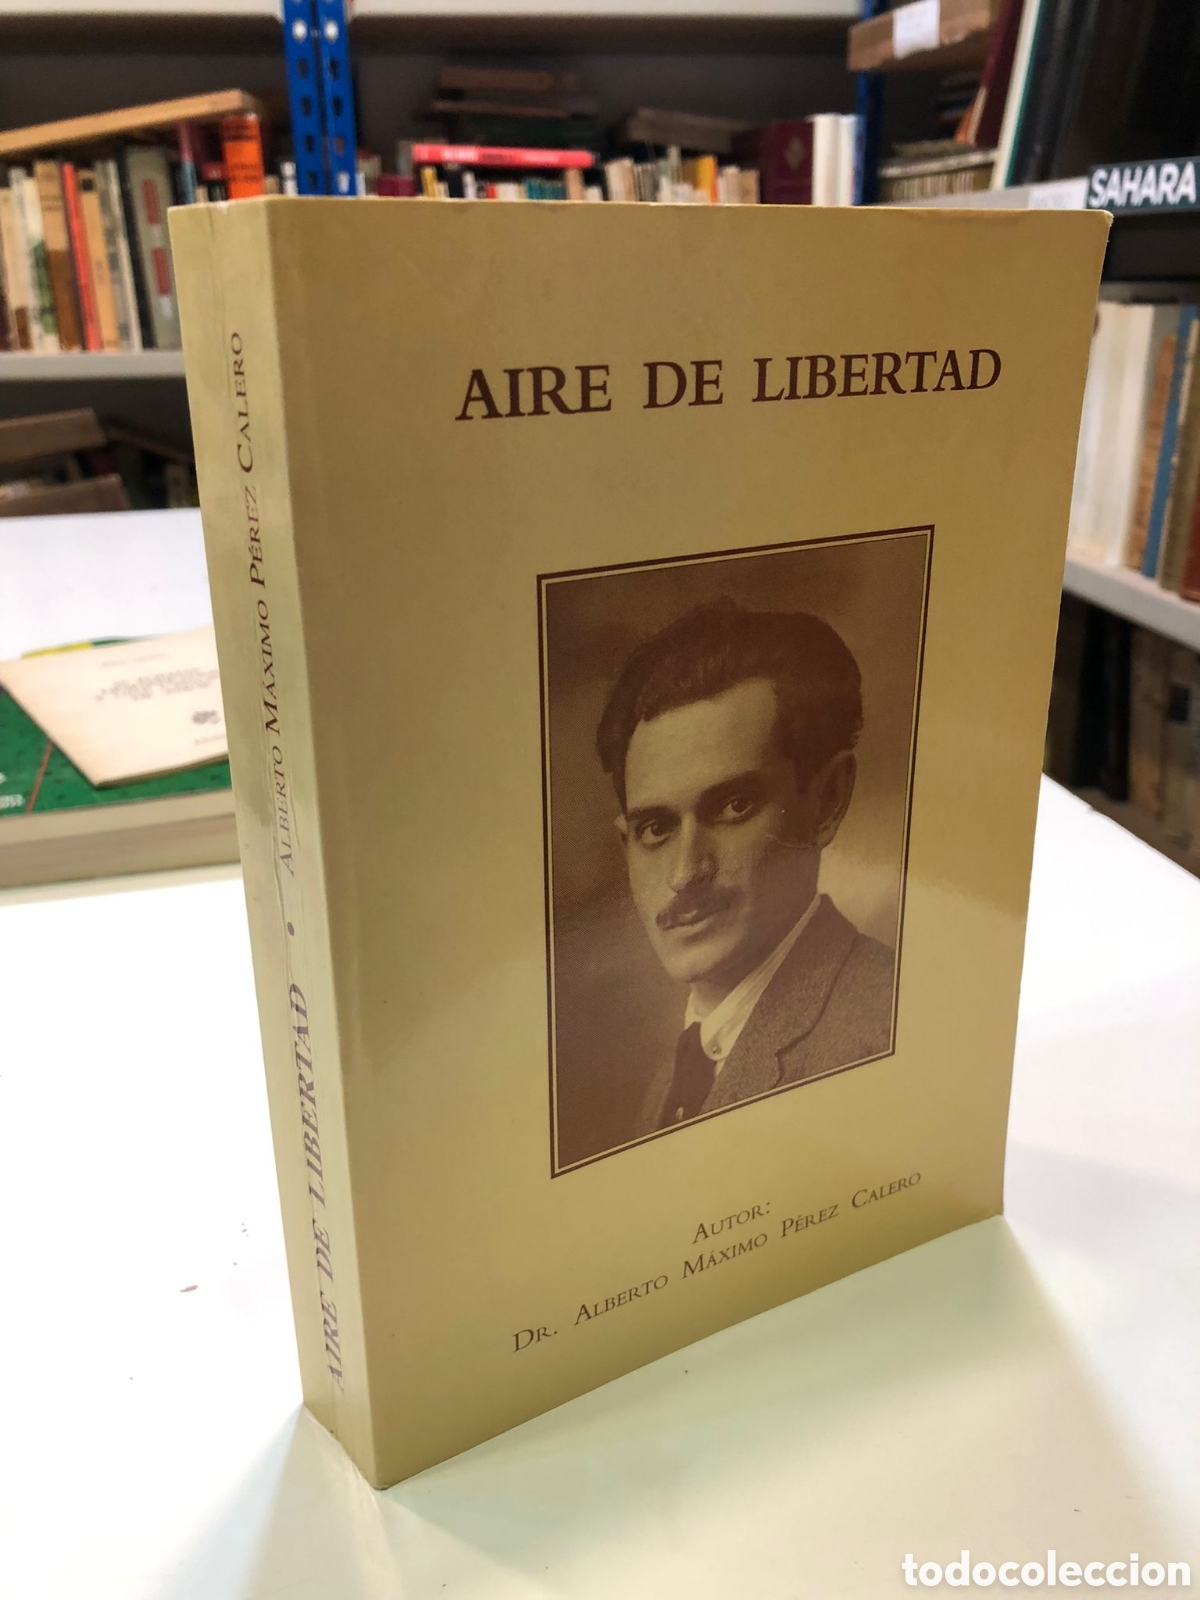 SAHARA
AIRE DE LIBERTAD
AUTOR:
DR. ALBERTO MÁXIMO PÉREZ CALERO
AIRE DE LIBERTAD • ALBERTO MÁXIMO PÉREZ CALERO
todocoleccion